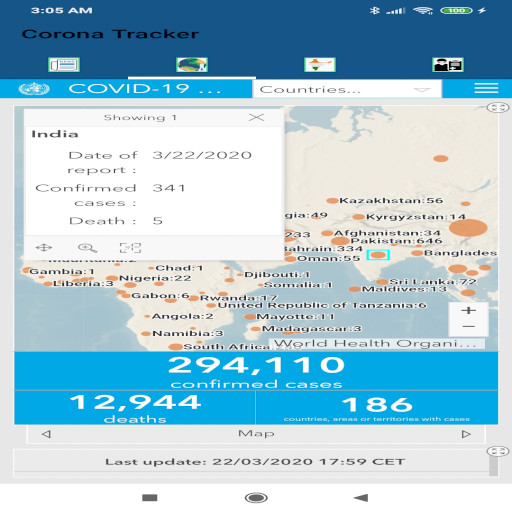 3:05 AM
100
Corona Tracker
COVID-19 ...
Countries...
Showing 1
India
Date of report : 3/22/2020
Confirmed cases : 341
Death : 5
Kazakhstan:56
gia:49
Kyrgyzstan:14
233
Afghanistan:34
Pakistan:646
ahrain:334
Banglades
Oman:55
Chad:1
Gambia:1
Djibouti:1
Nigeria:22
Sri Lanka:72
Liberia:3
Somalia:1
Maldives:13
Gabon:6
Rwanda:17
United Republic of Tanzania:6
Angola:2
Mayotte:11
Namibia:3
Madagascar:3
South Africa
World Health Organi...
294,110
confirmed cases
12,944
deaths
186
countries, areas or territories with cases
Map
Last update: 22/03/2020 17:59 CET